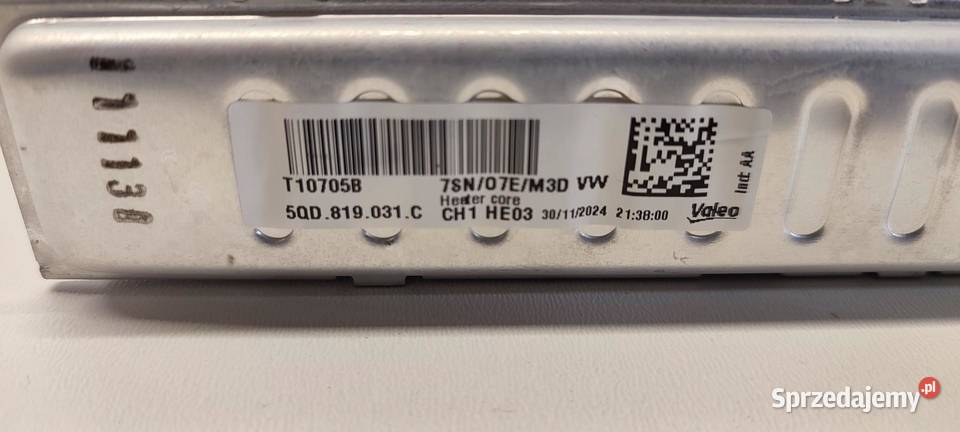 T10705B 7SN/07E/M3D VW
Heater core
5QD.819.031.C CH1 HE03 30/11/2024 21:38:00 Valeo
Ind: AA
Sprzedajemy.pl